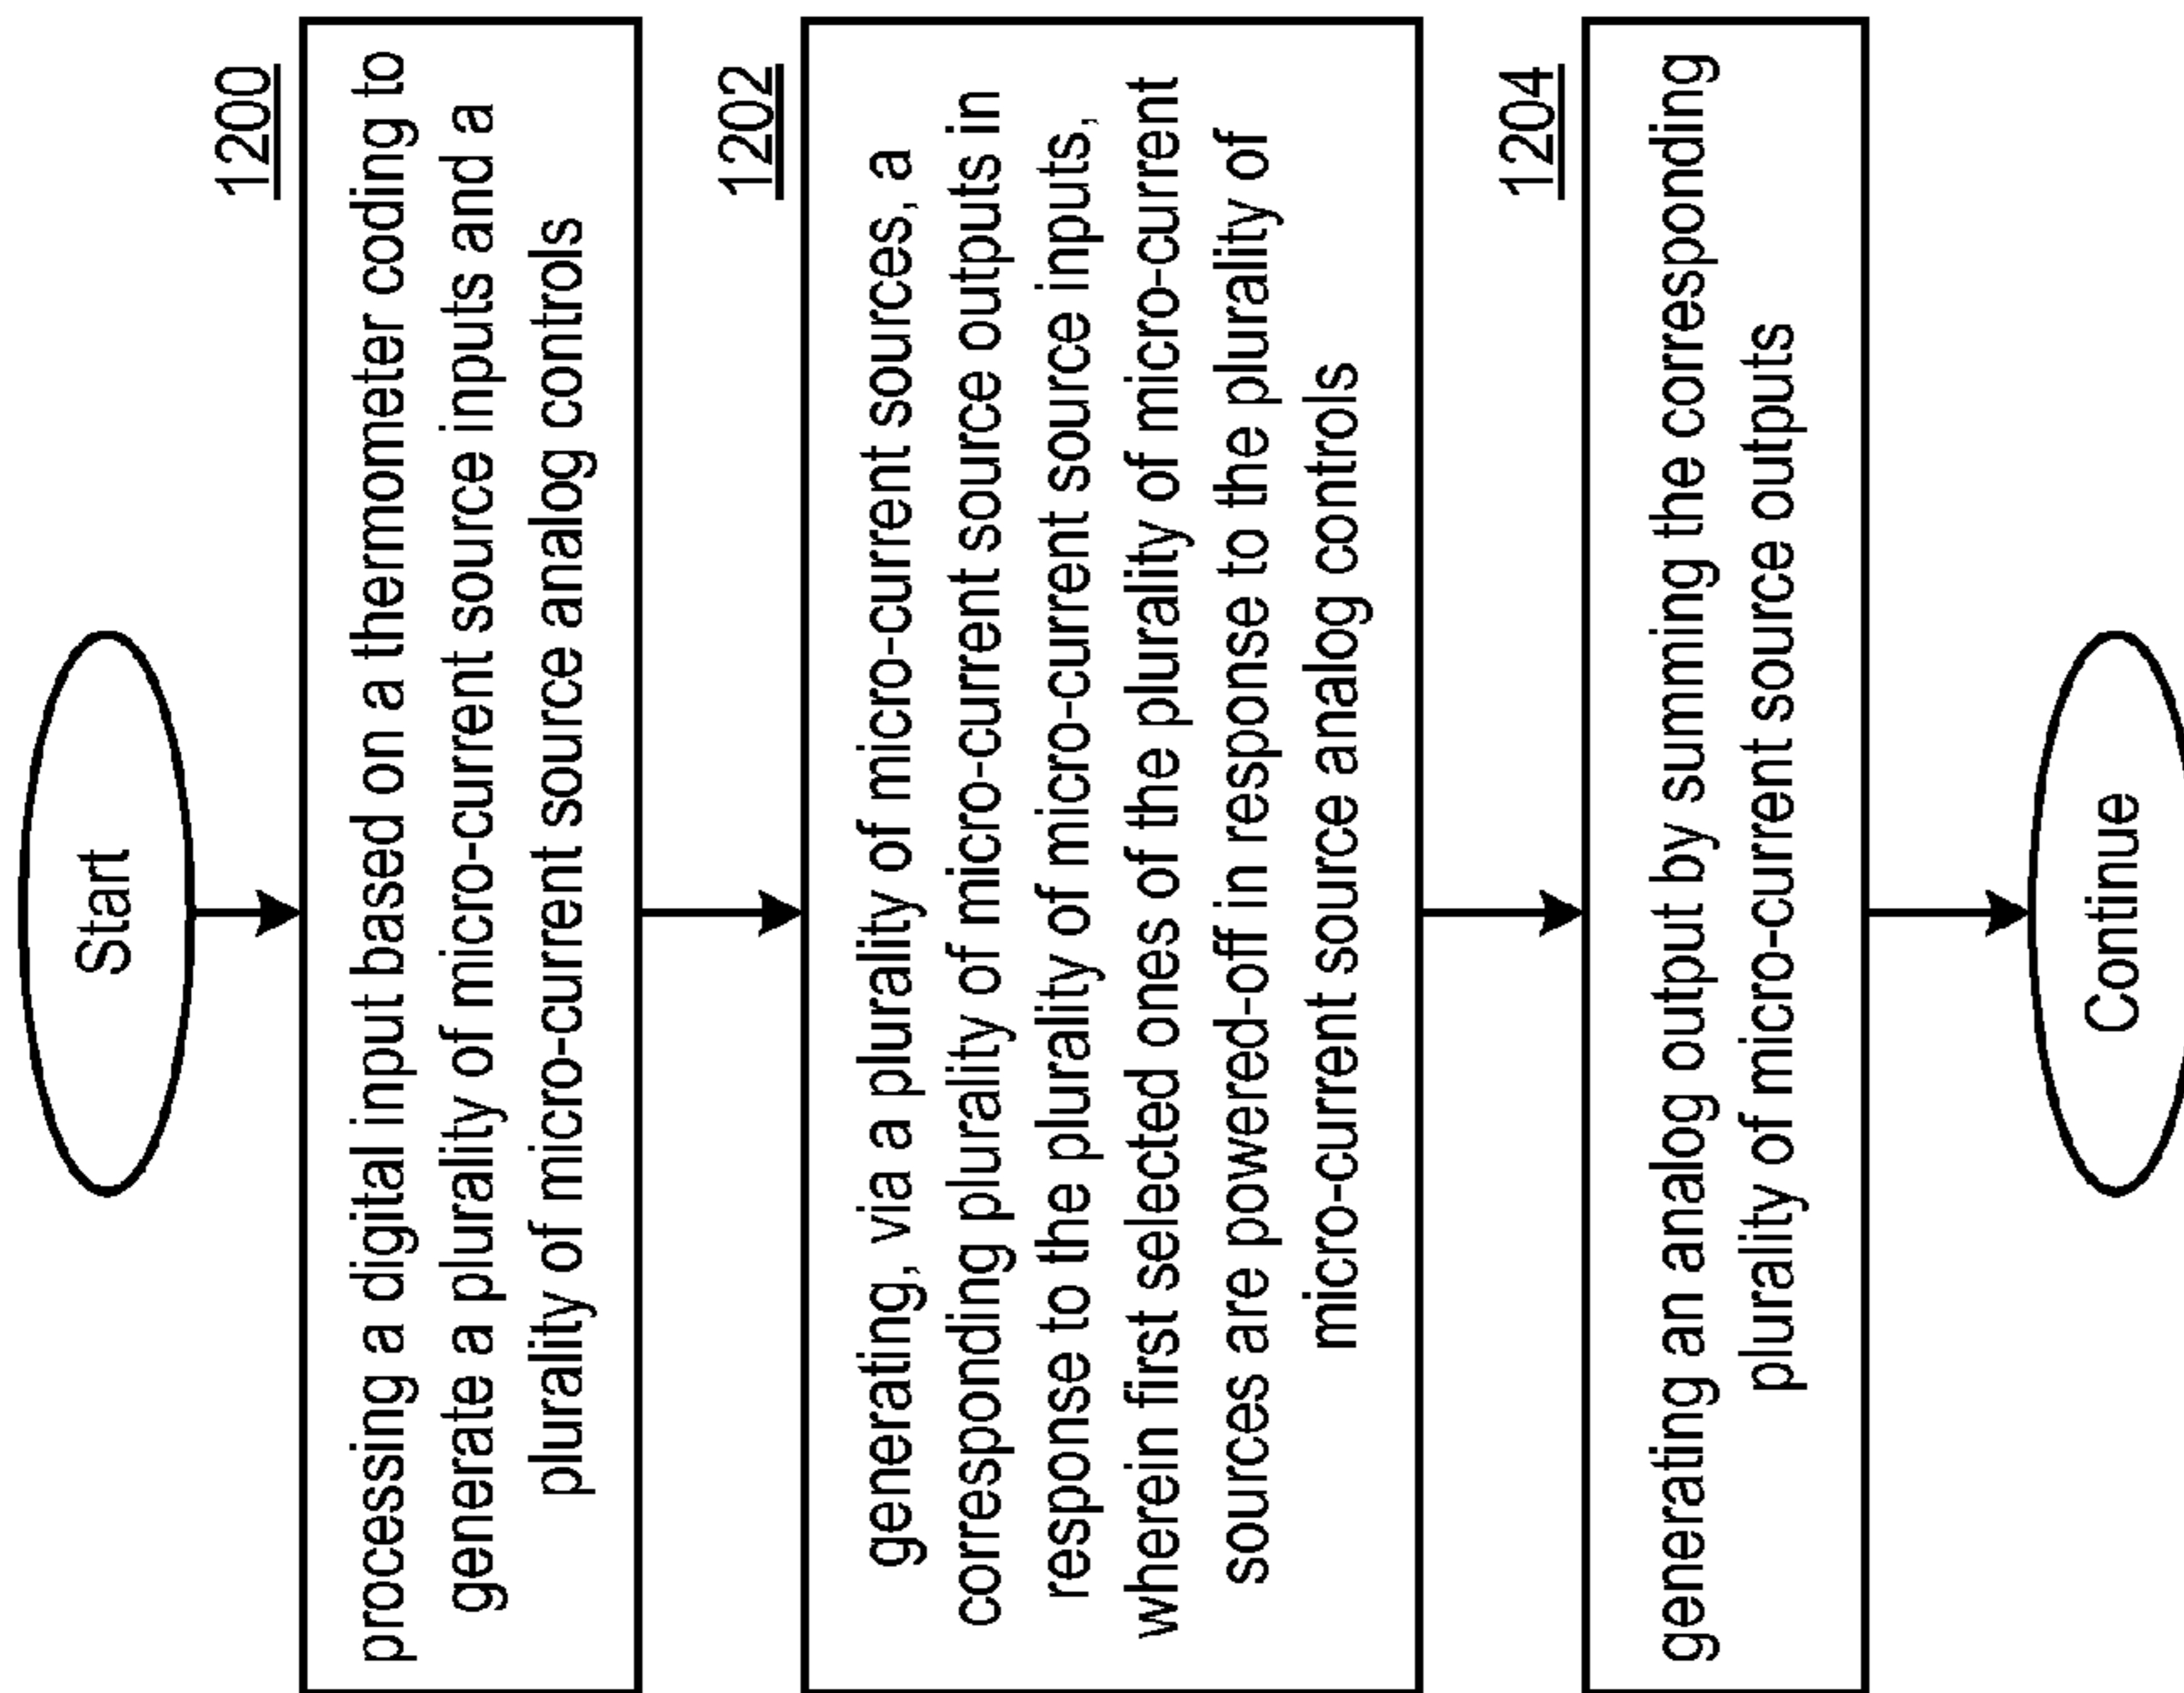 Start
1200
processing a digital input based on a thermometer coding to
generate a plurality of micro-current source inputs and a
plurality of micro-current source analog controls
1202
generating, via a plurality of micro-current sources, a
corresponding plurality of micro-current source outputs in
response to the plurality of micro-current source inputs,
wherein first selected ones of the plurality of micro-current
sources are powered-off in response to the plurality of
micro-current source analog controls
1204
generating an analog output by summing the corresponding
plurality of micro-current source outputs
Continue